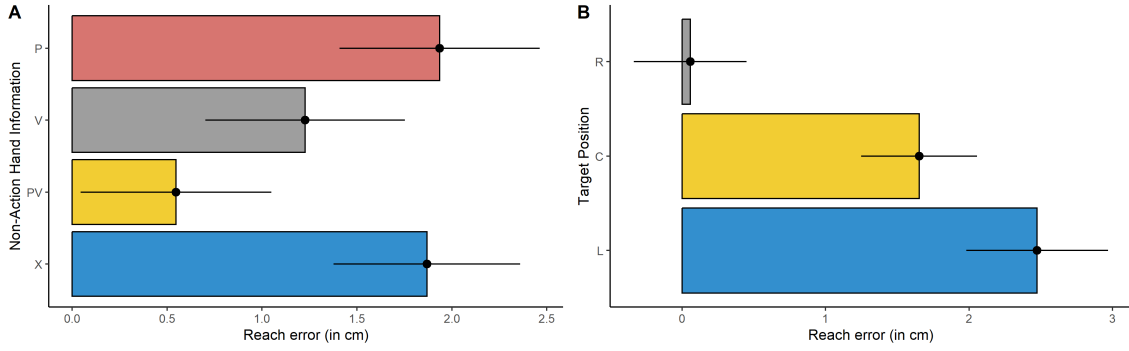 A
Non-Action Hand Information
P
V
PV
X
0.0 0.5 1.0 1.5 2.0 2.5
Reach error (in cm)
B
Target Position
R
C
L
0 1 2 3
Reach error (in cm)